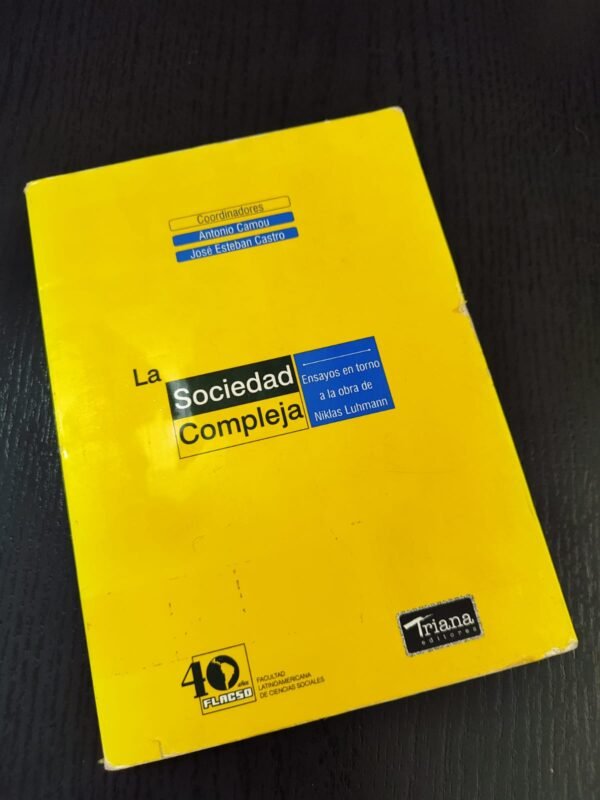 Coordinadores
Antonio Camou
José Esteban Castro
La
Sociedad
Compleja
Ensayos en torno
a la obra de
Niklas Luhmann
Triana
editores
40 años
FLACSO
FACULTAD
LATINOAMERICANA
DE CIENCIAS SOCIALES